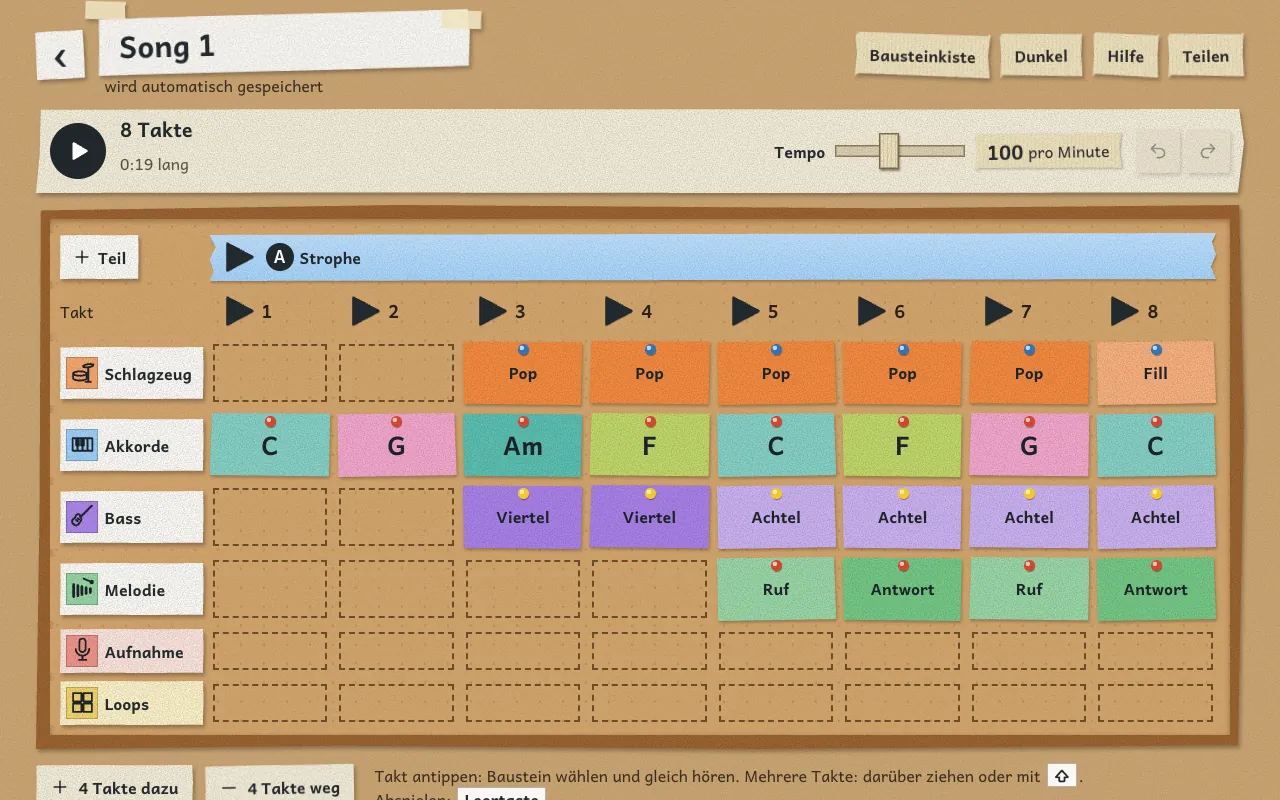 Song 1
wird automatisch gespeichert
Bausteinkiste
Dunkel
Hilfe
Teilen
8 Takte
0:19 lang
Tempo
100 pro Minute
+ Teil
A Strophe
Takt 1 2 3 4 5 6 7 8
Schlagzeug Pop Pop Pop Pop Pop Fill
Akkorde C G Am F C F G C
Bass Viertel Viertel Achtel Achtel Achtel Achtel
Melodie Ruf Antwort Ruf Antwort
Aufnahme
Loops
+ 4 Takte dazu
− 4 Takte weg
Takt antippen: Baustein wählen und gleich hören. Mehrere Takte: darüber ziehen oder mit ⇧.
Abspielen: Leertaste